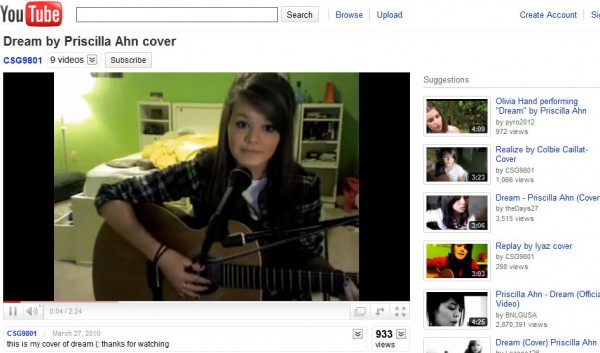 YouTube Search Browse Upload Create Account
Dream by Priscilla Ahn cover
CSG9801 9 videos Subscribe
0:04 / 2:24
CSG9801 March 27, 2010
this is my cover of dream (: thanks for watching
933
views
Suggestions
4:09
Olivia Hand performing
"Dream" by Priscilla Ahn
by pyro2012
972 views
3:23
Realize by Colbie Caillat-
Cover
by CSG9801
1,066 views
3:06
Dream - Priscilla Ahn (Cover
by theDays27
3,515 views
3:03
Replay by Iyaz cover
by CSG9801
298 views
4:25
Priscilla Ahn - Dream (Offici
Video)
by BNLGUSA
2,870,391 views
Dream (Cover) Priscilla Ahn